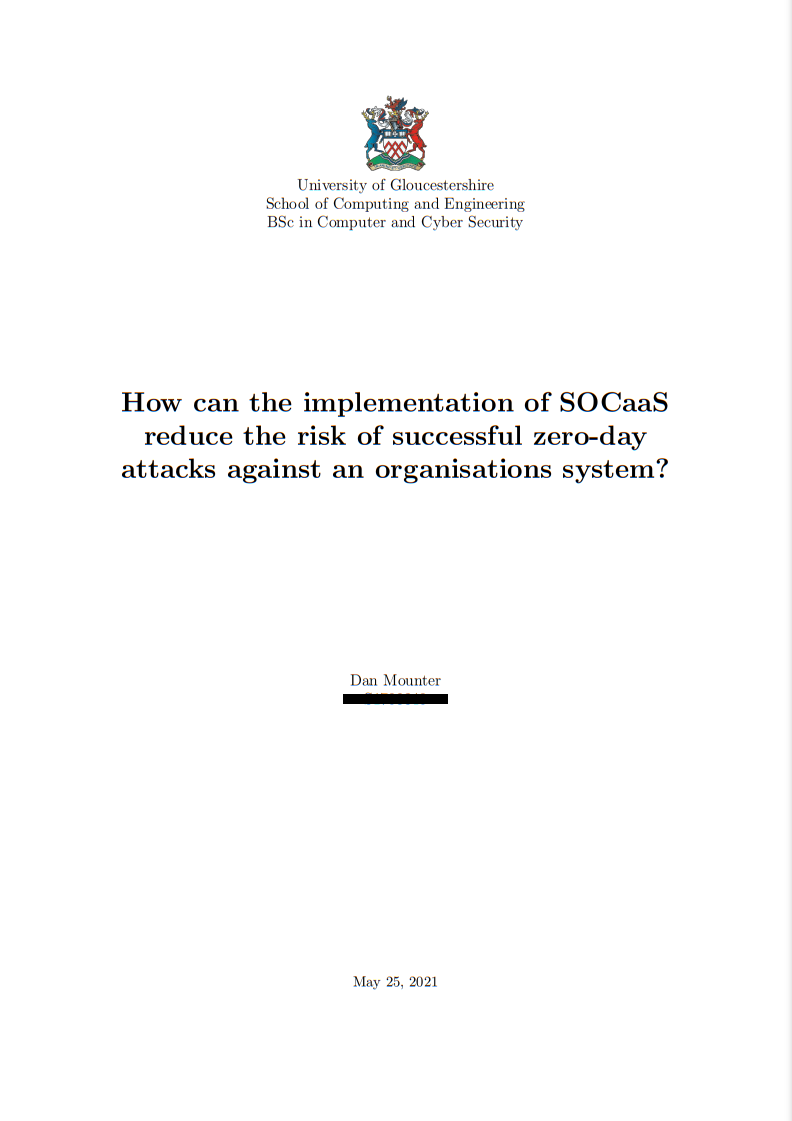 University of Gloucestershire
School of Computing and Engineering
BSc in Computer and Cyber Security
How can the implementation of SOCaaS
reduce the risk of successful zero-day
attacks against an organisations system?
Dan Mounter
May 25, 2021